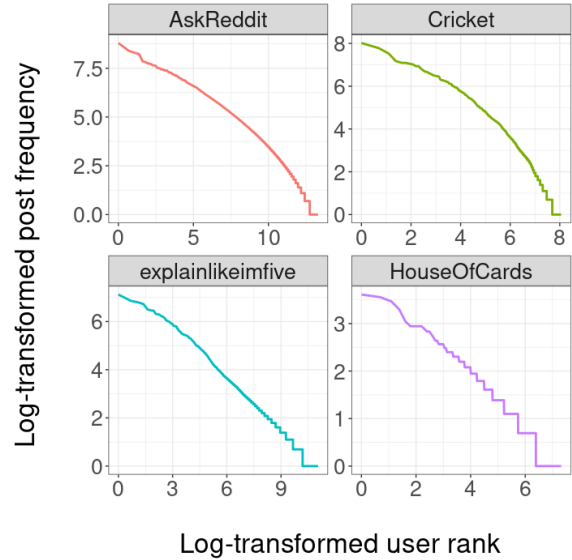 AskReddit
Cricket
7.5
5.0
2.5
0.0
0 5 10
8
6
4
2
0
0 2 4 6 8
explainlikeimfive
HouseOfCards
6
4
2
0
0 3 6 9
3
2
1
0
0 2 4 6
Log-transformed post frequency
Log-transformed user rank